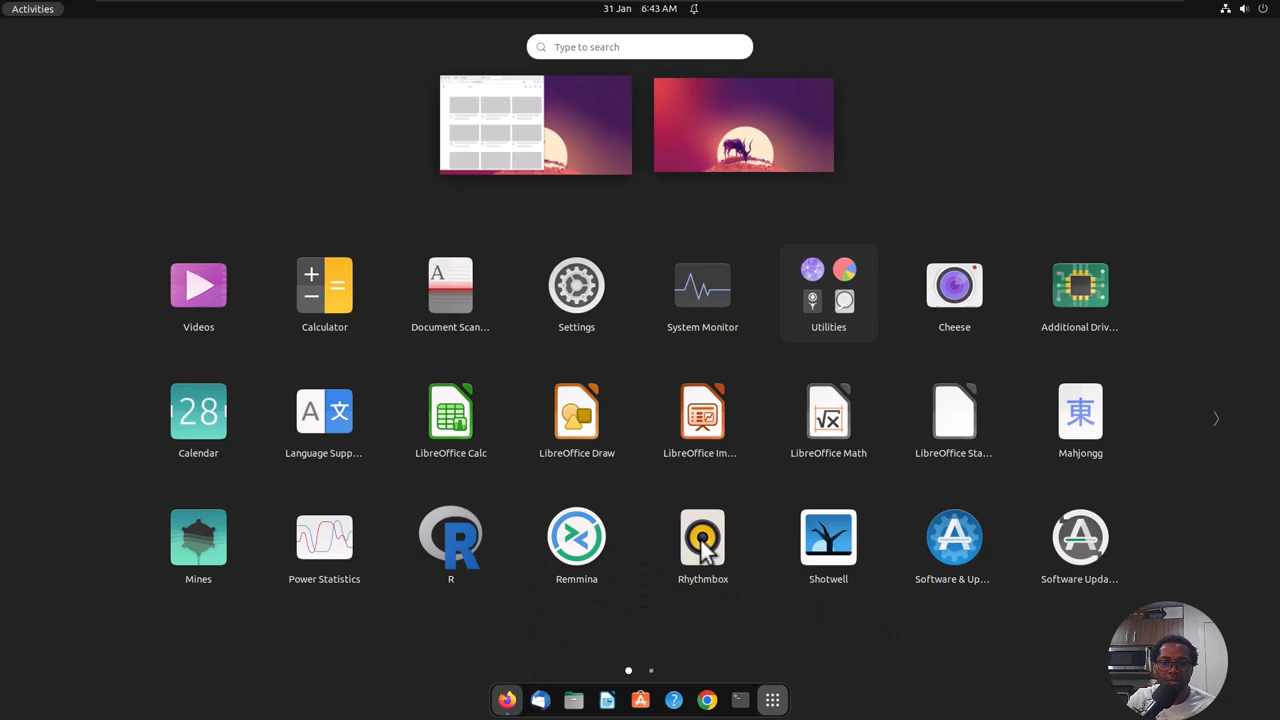 Activities
31 Jan 6:43 AM
Type to search
Videos
Calculator
Document Scan...
Settings
System Monitor
Utilities
Cheese
Additional Driv...
28
A 文
東
Calendar
Language Supp...
LibreOffice Calc
LibreOffice Draw
LibreOffice Im...
LibreOffice Math
LibreOffice Sta...
Mahjongg
Mines
Power Statistics
R
Remmina
Rhythmbox
Shotwell
Software & Up...
Software Upda...